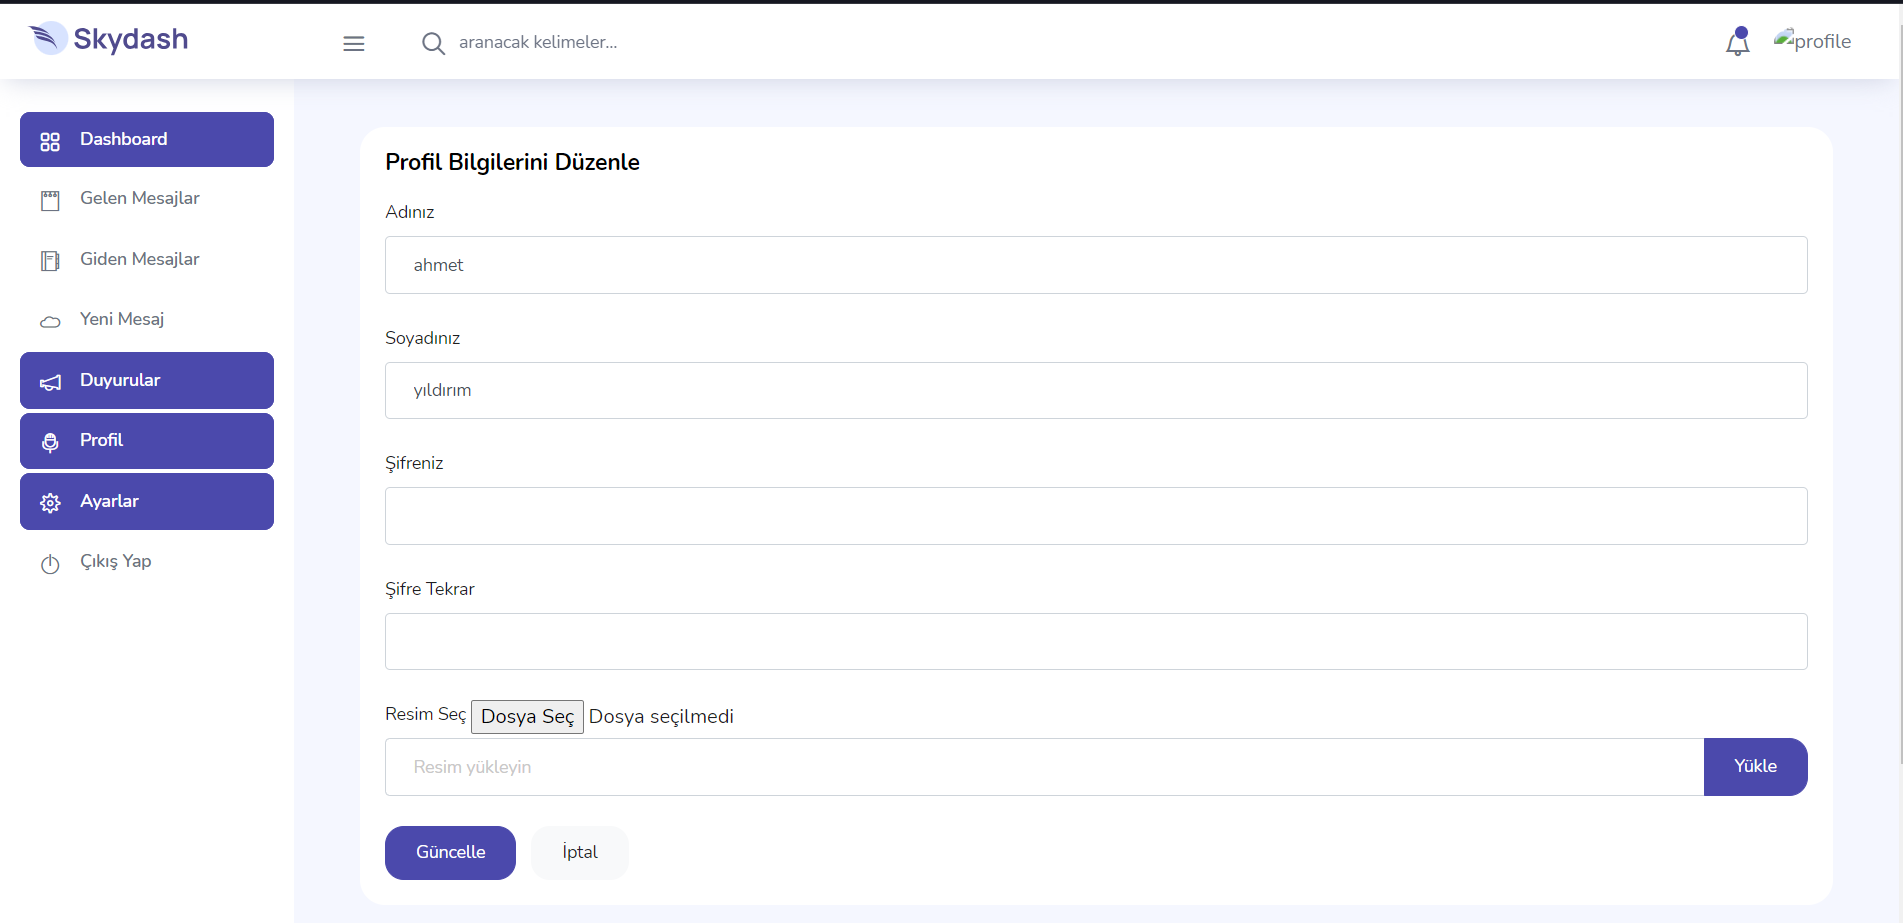 Skydash
aranacak kelimeler...
profile
Dashboard
Gelen Mesajlar
Giden Mesajlar
Yeni Mesaj
Duyurular
Profil
Ayarlar
Çıkış Yap
Profil Bilgilerini Düzenle
Adınız
ahmet
Soyadınız
yıldırım
Şifreniz
Şifre Tekrar
Resim Seç Dosya Seç Dosya seçilmedi
Resim yükleyin Yükle
Güncelle İptal